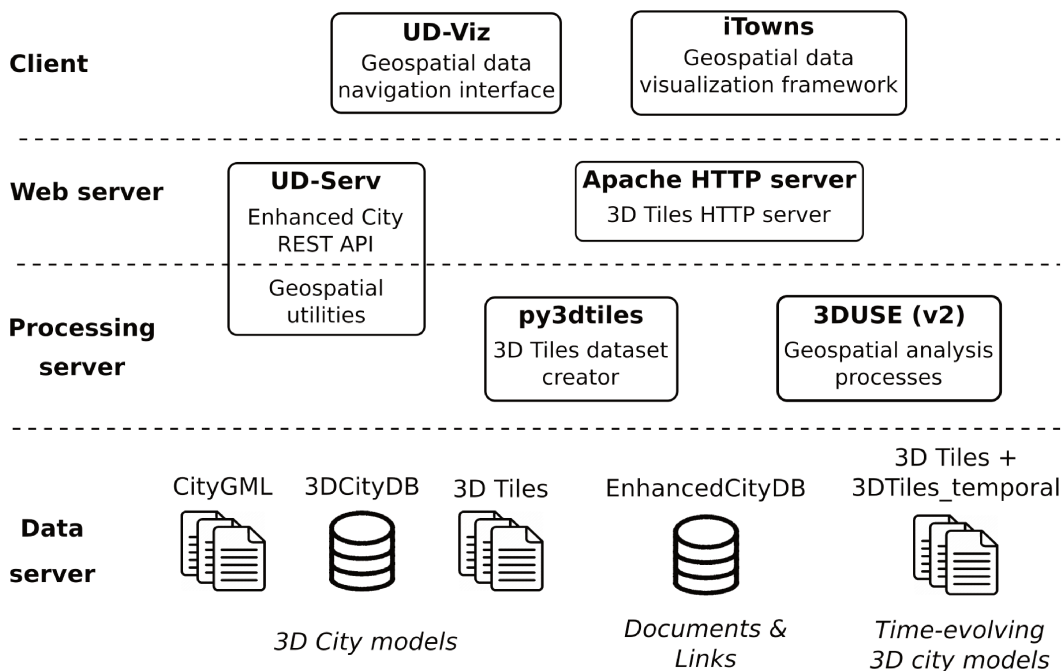 Client
UD-Viz
Geospatial data
navigation interface
iTowns
Geospatial data
visualization framework
Web server
UD-Serv
Enhanced City
REST API
Geospatial
utilities
Apache HTTP server
3D Tiles HTTP server
Processing
server
py3dtiles
3D Tiles dataset
creator
3DUSE (v2)
Geospatial analysis
processes
Data
server
CityGML
3DCityDB
3D Tiles
3D City models
EnhancedCityDB
Documents &
Links
3D Tiles +
3DTiles_temporal
Time-evolving
3D city models